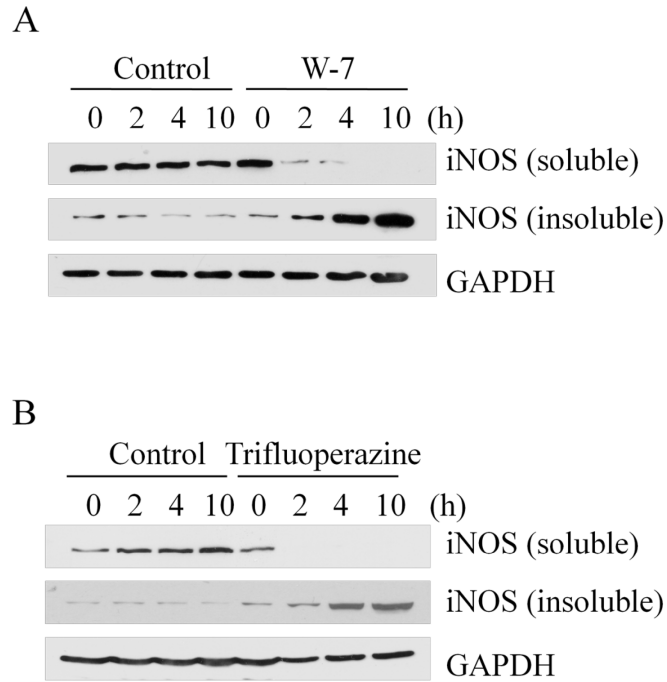 A
Control W-7
0 2 4 10 0 2 4 10 (h)
iNOS (soluble)
iNOS (insoluble)
GAPDH
B
Control Trifluoperazine
0 2 4 10 0 2 4 10 (h)
iNOS (soluble)
iNOS (insoluble)
GAPDH